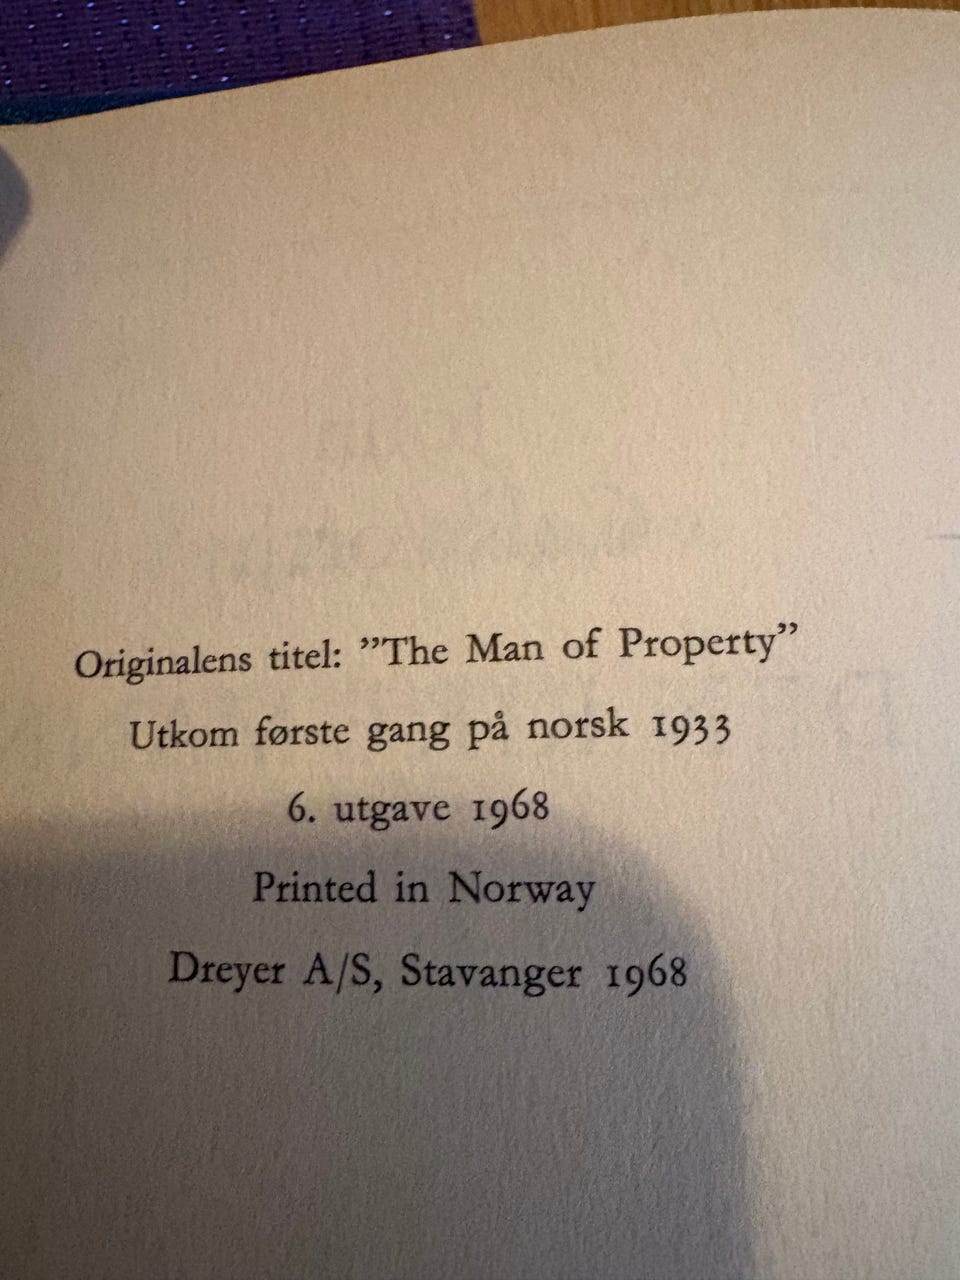 Originalens titel: ”The Man of Property”
Utkom første gang på norsk 1933
6. utgave 1968
Printed in Norway
Dreyer A/S, Stavanger 1968